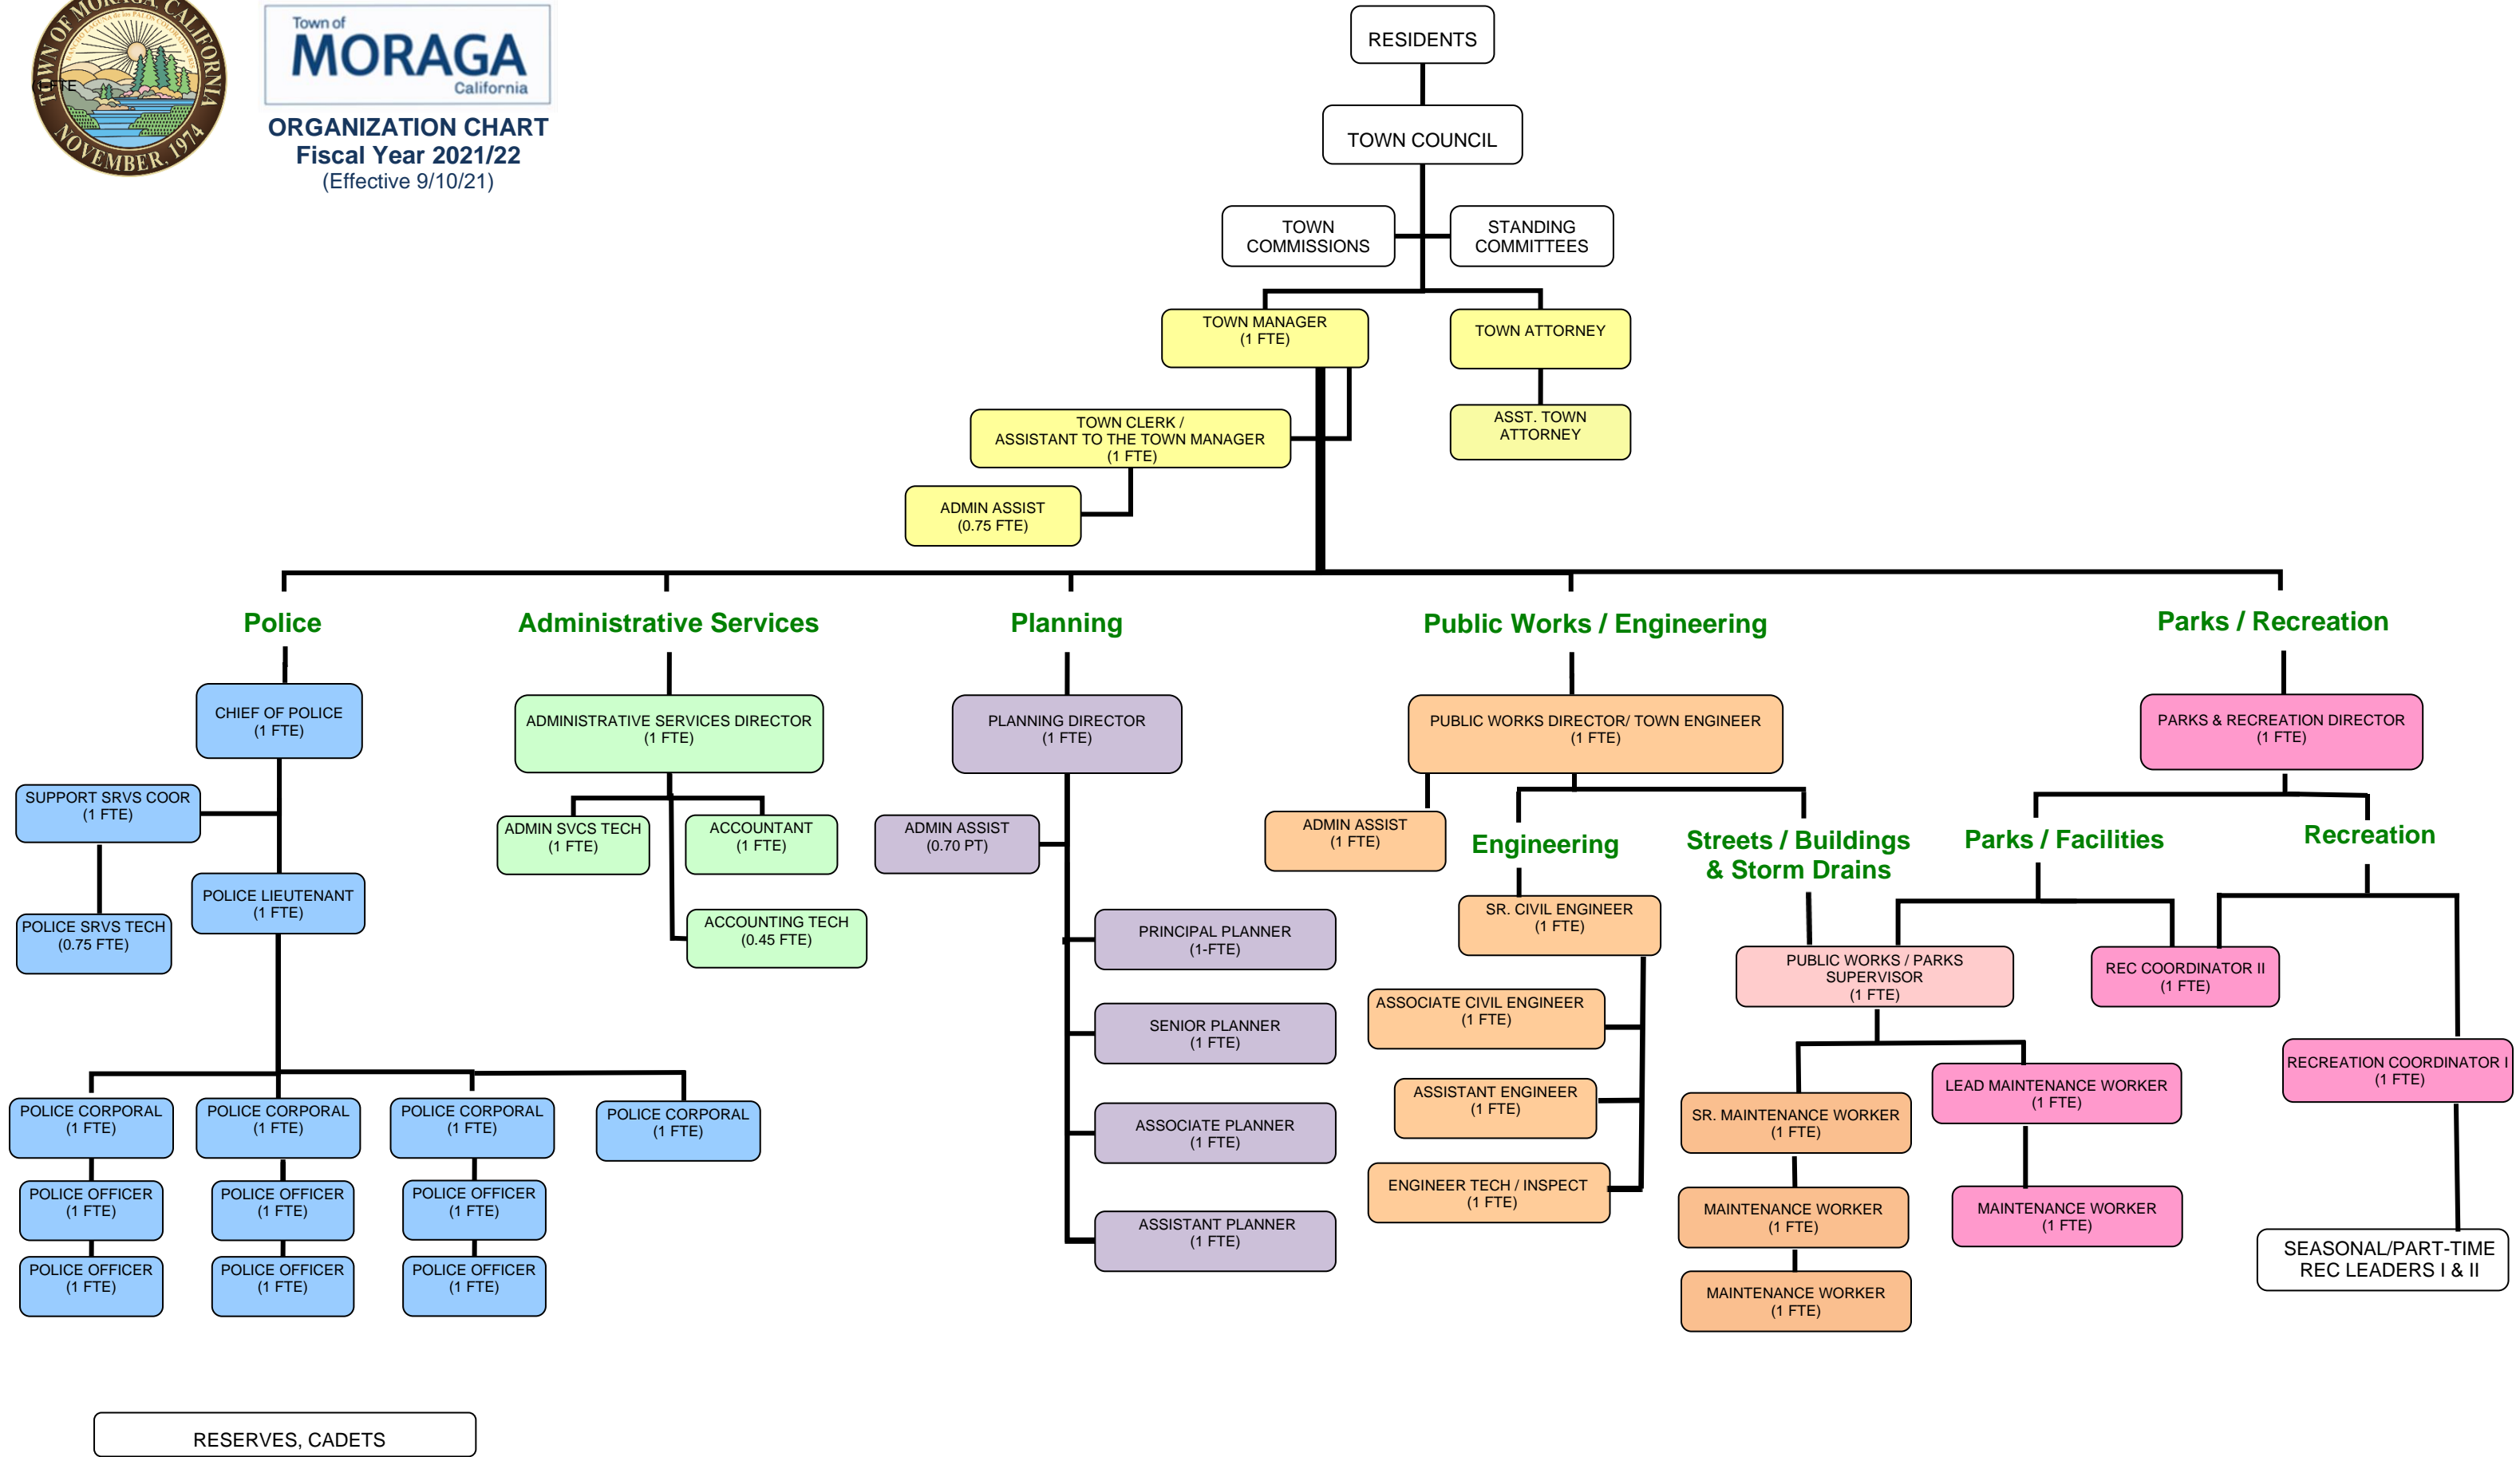 TOWN OF MORAGA, CALIFORNIA
NOVEMBER, 1974
Town of
MORAGA
California
ORGANIZATION CHART
Fiscal Year 2021/22
(Effective 9/10/21)
RESIDENTS
TOWN COUNCIL
TOWN
COMMISSIONS
STANDING
COMMITTEES
TOWN MANAGER
(1 FTE)
TOWN ATTORNEY
TOWN CLERK /
ASSISTANT TO THE TOWN MANAGER
(1 FTE)
ASST. TOWN
ATTORNEY
ADMIN ASSIST
(0.75 FTE)
Police
CHIEF OF POLICE
(1 FTE)
SUPPORT SRVS COOR
(1 FTE)
POLICE SRVS TECH
(0.75 FTE)
POLICE LIEUTENANT
(1 FTE)
POLICE CORPORAL
(1 FTE)
POLICE CORPORAL
(1 FTE)
POLICE CORPORAL
(1 FTE)
POLICE CORPORAL
(1 FTE)
POLICE OFFICER
(1 FTE)
POLICE OFFICER
(1 FTE)
POLICE OFFICER
(1 FTE)
POLICE OFFICER
(1 FTE)
POLICE OFFICER
(1 FTE)
POLICE OFFICER
(1 FTE)
RESERVES, CADETS
Administrative Services
ADMINISTRATIVE SERVICES DIRECTOR
(1 FTE)
ADMIN SVCS TECH
(1 FTE)
ACCOUNTANT
(1 FTE)
ACCOUNTING TECH
(0.45 FTE)
Planning
PLANNING DIRECTOR
(1 FTE)
ADMIN ASSIST
(0.70 PT)
PRINCIPAL PLANNER
(1-FTE)
SENIOR PLANNER
(1 FTE)
ASSOCIATE PLANNER
(1 FTE)
ASSISTANT PLANNER
(1 FTE)
Public Works / Engineering
PUBLIC WORKS DIRECTOR/ TOWN ENGINEER
(1 FTE)
ADMIN ASSIST
(1 FTE)
Engineering
SR. CIVIL ENGINEER
(1 FTE)
ASSOCIATE CIVIL ENGINEER
(1 FTE)
ASSISTANT ENGINEER
(1 FTE)
ENGINEER TECH / INSPECT
(1 FTE)
Streets / Buildings
& Storm Drains
PUBLIC WORKS / PARKS
SUPERVISOR
(1 FTE)
SR. MAINTENANCE WORKER
(1 FTE)
MAINTENANCE WORKER
(1 FTE)
MAINTENANCE WORKER
(1 FTE)
Parks / Recreation
PARKS & RECREATION DIRECTOR
(1 FTE)
Parks / Facilities
LEAD MAINTENANCE WORKER
(1 FTE)
MAINTENANCE WORKER
(1 FTE)
Recreation
REC COORDINATOR II
(1 FTE)
RECREATION COORDINATOR I
(1 FTE)
SEASONAL/PART-TIME
REC LEADERS I & II